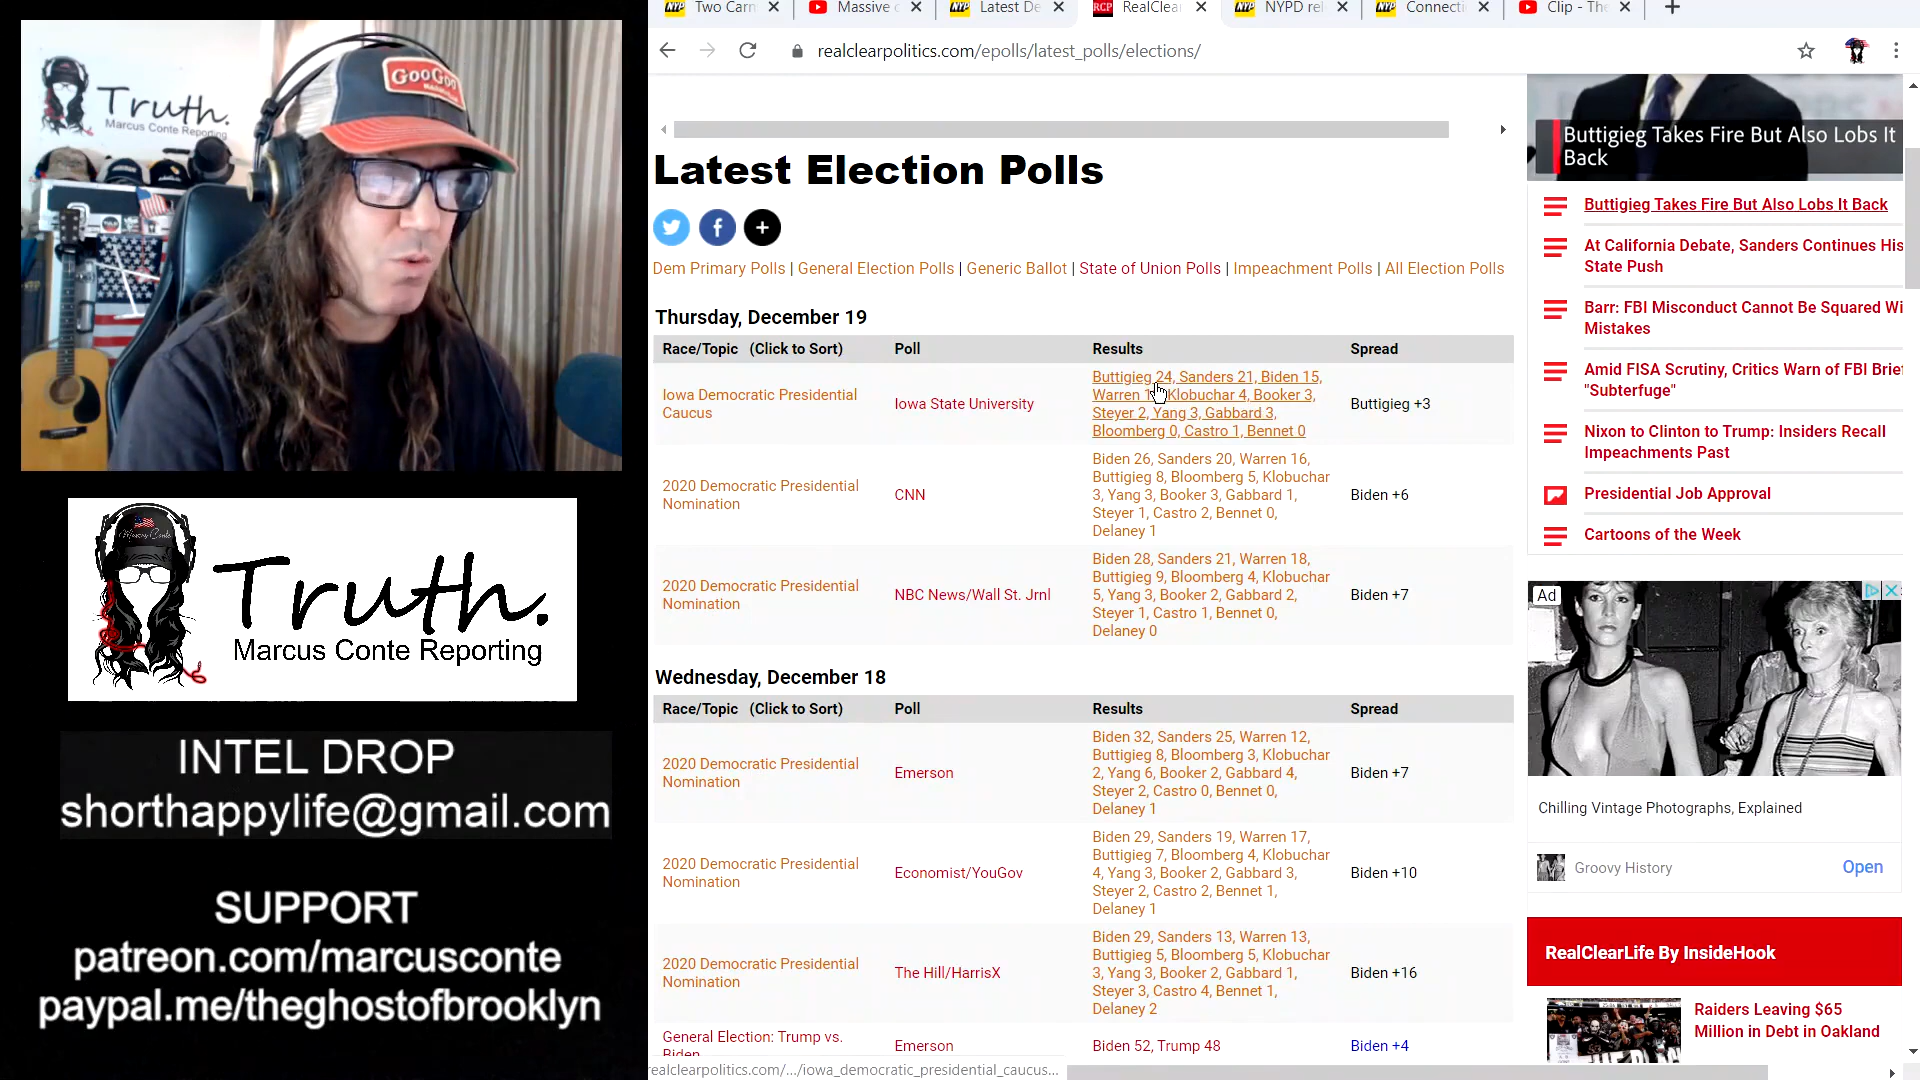 Two Carn
Massive c
Latest De
RealClea
NYPD rel
Connecti
Clip - The
realclearpolitics.com/epolls/latest_polls/elections/
GooGoo
Truth.
Marcus Conte Reporting
Latest Election Polls
Dem Primary Polls | General Election Polls | Generic Ballot | State of Union Polls | Impeachment Polls | All Election Polls
Thursday, December 19
Race/Topic (Click to Sort) Poll Results Spread
Iowa Democratic Presidential
Caucus
Iowa State University
Buttigieg 24, Sanders 21, Biden 15,
Warren 1 Klobuchar 4, Booker 3,
Steyer 2, Yang 3, Gabbard 3,
Bloomberg 0, Castro 1, Bennet 0
Buttigieg +3
2020 Democratic Presidential
Nomination
CNN
Biden 26, Sanders 20, Warren 16,
Buttigieg 8, Bloomberg 5, Klobuchar
3, Yang 3, Booker 3, Gabbard 1,
Steyer 1, Castro 2, Bennet 0,
Delaney 1
Biden +6
2020 Democratic Presidential
Nomination
NBC News/Wall St. Jrnl
Biden 28, Sanders 21, Warren 18,
Buttigieg 9, Bloomberg 4, Klobuchar
5, Yang 3, Booker 2, Gabbard 2,
Steyer 1, Castro 1, Bennet 0,
Delaney 0
Biden +7
Wednesday, December 18
Race/Topic (Click to Sort) Poll Results Spread
2020 Democratic Presidential
Nomination
Emerson
Biden 32, Sanders 25, Warren 12,
Buttigieg 8, Bloomberg 3, Klobuchar
2, Yang 6, Booker 2, Gabbard 4,
Steyer 2, Castro 0, Bennet 0,
Delaney 1
Biden +7
2020 Democratic Presidential
Nomination
Economist/YouGov
Biden 29, Sanders 19, Warren 17,
Buttigieg 7, Bloomberg 4, Klobuchar
4, Yang 3, Booker 2, Gabbard 3,
Steyer 2, Castro 2, Bennet 1,
Delaney 1
Biden +10
2020 Democratic Presidential
Nomination
The Hill/HarrisX
Biden 29, Sanders 13, Warren 13,
Buttigieg 5, Bloomberg 5, Klobuchar
3, Yang 3, Booker 2, Gabbard 1,
Steyer 3, Castro 4, Bennet 1,
Delaney 2
Biden +16
General Election: Trump vs.
Biden
Emerson
Biden 52, Trump 48
Biden +4
realclearpolitics.com/.../iowa_democratic_presidential_caucus...
Buttigieg Takes Fire But Also Lobs It
Back
Buttigieg Takes Fire But Also Lobs It Back
At California Debate, Sanders Continues His
State Push
Barr: FBI Misconduct Cannot Be Squared Wi
Mistakes
Amid FISA Scrutiny, Critics Warn of FBI Brief
"Subterfuge"
Nixon to Clinton to Trump: Insiders Recall
Impeachments Past
Presidential Job Approval
Cartoons of the Week
Ad
Chilling Vintage Photographs, Explained
Groovy History
Open
RealClearLife By InsideHook
Raiders Leaving $65
Million in Debt in Oakland
Truth.
Marcus Conte Reporting
INTEL DROP
shorthappylife@gmail.com
SUPPORT
patreon.com/marcusconte
paypal.me/theghostofbrooklyn